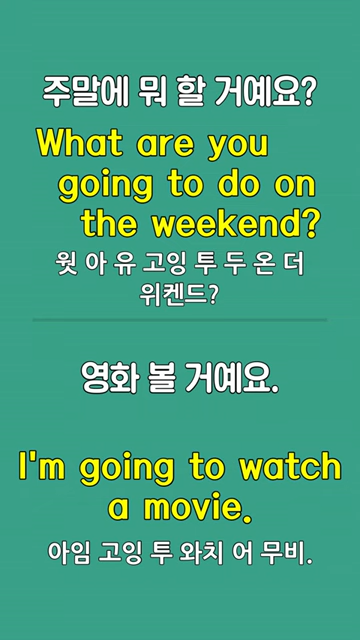 주말에 뭐 할 거예요?
What are you
going to do on
the weekend?
웟 아 유 고잉 투 두 온 더
위켄드?
영화 볼 거예요.
I'm going to watch
a movie.
아임 고잉 투 와치 어 무비.